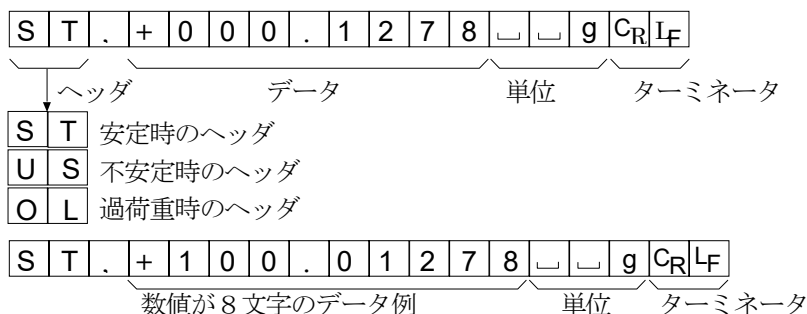 S T , + 0 0 0 . 1 2 7 8 ␣ ␣ g CR LF
ヘッダ データ 単位 ターミネータ
S T 安定時のヘッダ
U S 不安定時のヘッダ
O L 過荷重時のヘッダ
S T , + 1 0 0 . 0 1 2 7 8 ␣ ␣ g CR LF
数値が8文字のデータ例 単位 ターミネータ